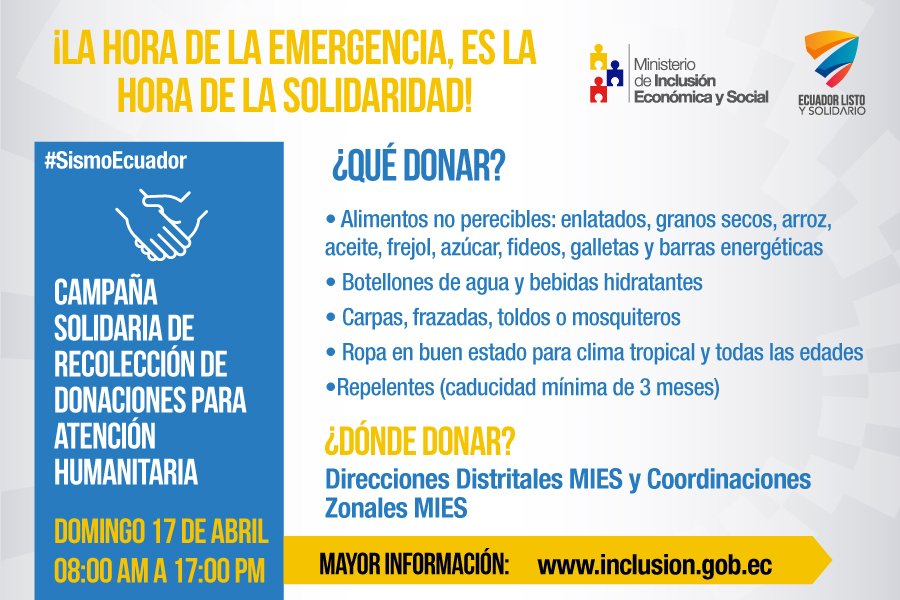 ¡LA HORA DE LA EMERGENCIA, ES LA
HORA DE LA SOLIDARIDAD!
Ministerio
de Inclusión
Económica y Social
ECUADOR LISTO
Y SOLIDARIO
#SismoEcuador
CAMPAÑA
SOLIDARIA DE
RECOLECCIÓN DE
DONACIONES PARA
ATENCIÓN
HUMANITARIA
DOMINGO 17 DE ABRIL
08:00 AM A 17:00 PM
¿QUÉ DONAR?
• Alimentos no perecibles: enlatados, granos secos, arroz,
aceite, frejol, azúcar, fideos, galletas y barras energéticas
• Botellones de agua y bebidas hidratantes
• Carpas, frazadas, toldos o mosquiteros
• Ropa en buen estado para clima tropical y todas las edades
•Repelentes (caducidad mínima de 3 meses)
¿DÓNDE DONAR?
Direcciones Distritales MIES y Coordinaciones
Zonales MIES
MAYOR INFORMACIÓN: www.inclusion.gob.ec